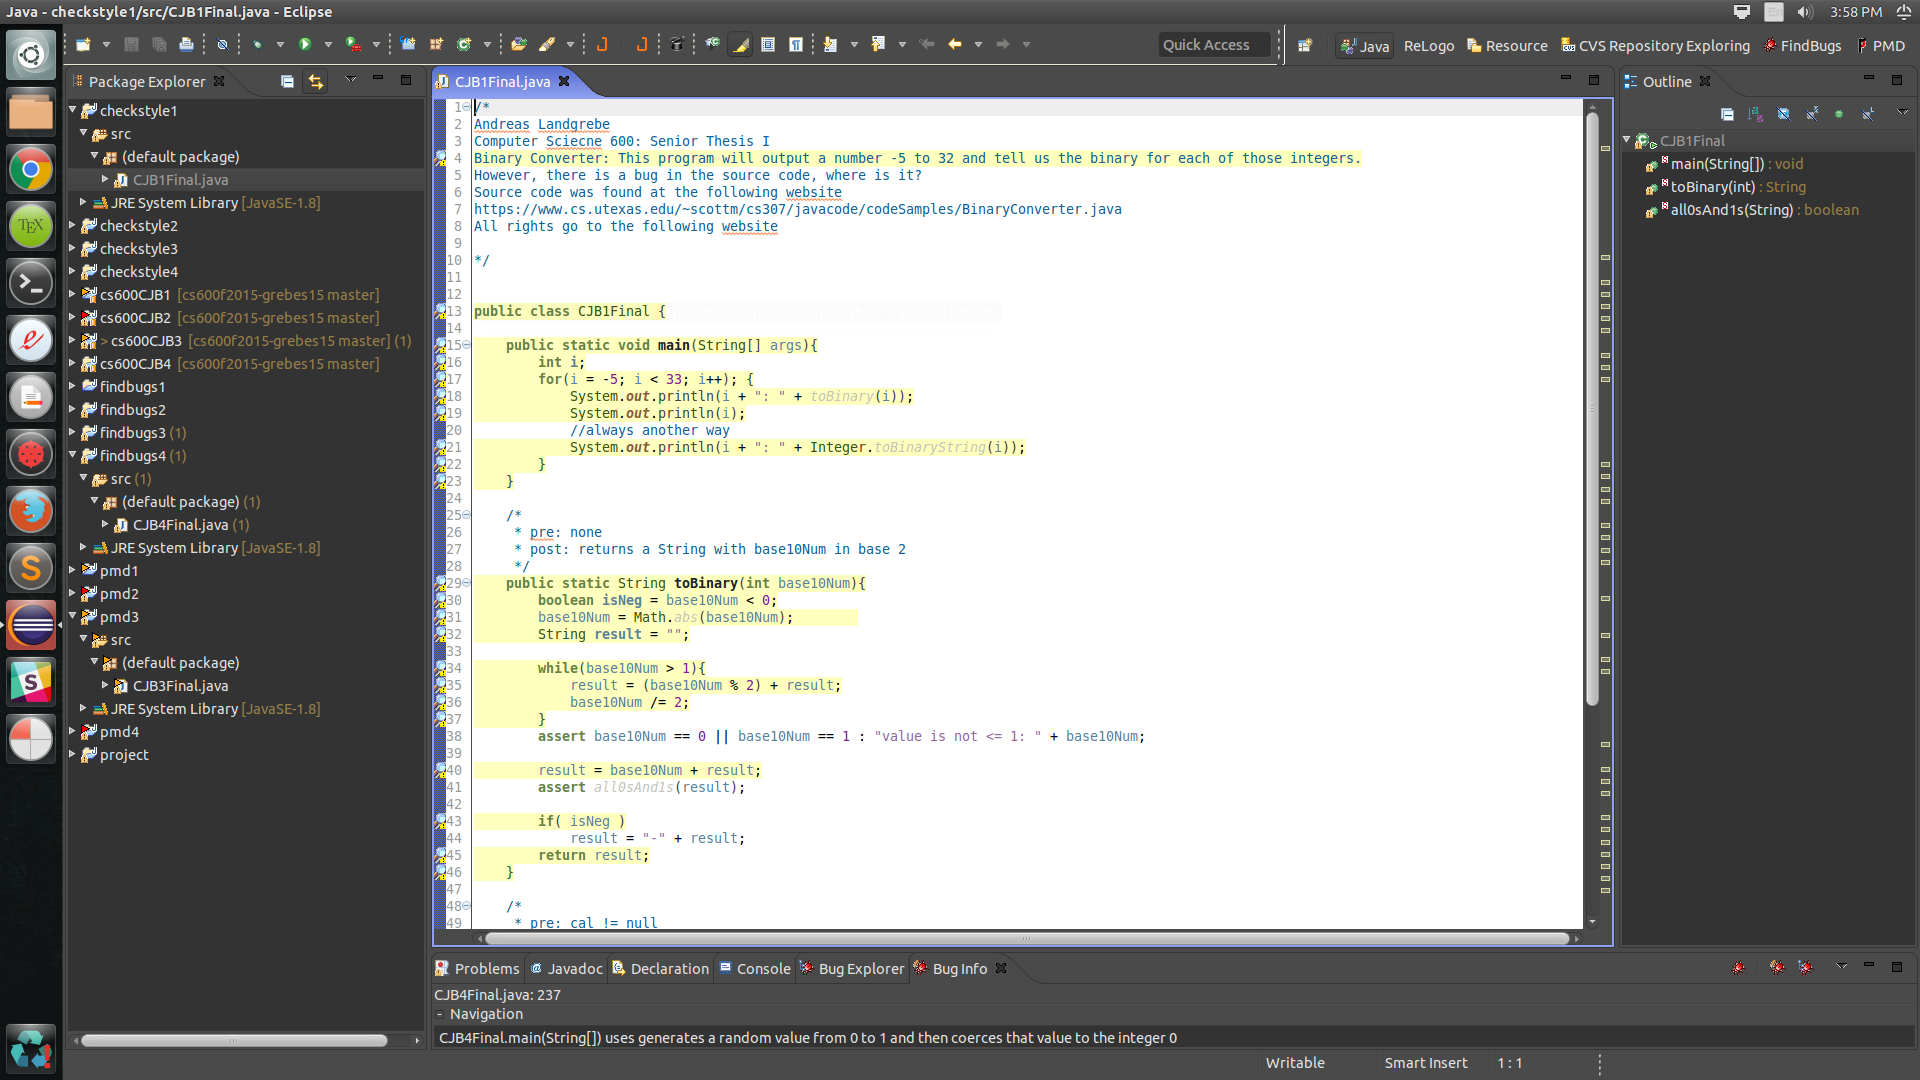 Java - checkstyle1/src/CJB1Final.java - Eclipse
3:58 PM
Quick Access
Java
ReLogo
Resource
CVS Repository Exploring
FindBugs
PMD
Package Explorer
checkstyle1
src
(default package)
CJB1Final.java
JRE System Library [JavaSE-1.8]
checkstyle2
checkstyle3
checkstyle4
cs600CJB1 [cs600f2015-grebes15 master]
cs600CJB2 [cs600f2015-grebes15 master]
> cs600CJB3 [cs600f2015-grebes15 master] (1)
cs600CJB4 [cs600f2015-grebes15 master]
findbugs1
findbugs2
findbugs3 (1)
findbugs4 (1)
src (1)
(default package) (1)
CJB4Final.java (1)
JRE System Library [JavaSE-1.8]
pmd1
pmd2
pmd3
src
(default package)
CJB3Final.java
JRE System Library [JavaSE-1.8]
pmd4
project
CJB1Final.java
1 /*
2 Andreas Landgrebe
3 Computer Sciecne 600: Senior Thesis I
4 Binary Converter: This program will output a number -5 to 32 and tell us the binary for each of those integers.
5 However, there is a bug in the source code, where is it?
6 Source code was found at the following website
7 https://www.cs.utexas.edu/~scottm/cs307/javacode/codeSamples/BinaryConverter.java
8 All rights go to the following website
9
10 */
11
12
13 public class CJB1Final {
14
15 public static void main(String[] args){
16 int i;
17 for(i = -5; i < 33; i++); {
18 System.out.println(i + ": " + toBinary(i));
19 System.out.println(i);
20 //always another way
21 System.out.println(i + ": " + Integer.toBinaryString(i));
22 }
23 }
24
25 /*
26 * pre: none
27 * post: returns a String with base10Num in base 2
28 */
29 public static String toBinary(int base10Num){
30 boolean isNeg = base10Num < 0;
31 base10Num = Math.abs(base10Num);
32 String result = "";
33
34 while(base10Num > 1){
35 result = (base10Num % 2) + result;
36 base10Num /= 2;
37 }
38 assert base10Num == 0 || base10Num == 1 : "value is not <= 1: " + base10Num;
39
40 result = base10Num + result;
41 assert all0sAnd1s(result);
42
43 if( isNeg )
44 result = "-" + result;
45 return result;
46 }
47
48 /*
49 * pre: cal != null
Outline
CJB1Final
main(String[]) : void
toBinary(int) : String
all0sAnd1s(String) : boolean
Problems
@ Javadoc
Declaration
Console
Bug Explorer
Bug Info
CJB4Final.java: 237
Navigation
CJB4Final.main(String[]) uses generates a random value from 0 to 1 and then coerces that value to the integer 0
Writable
Smart Insert
1 : 1